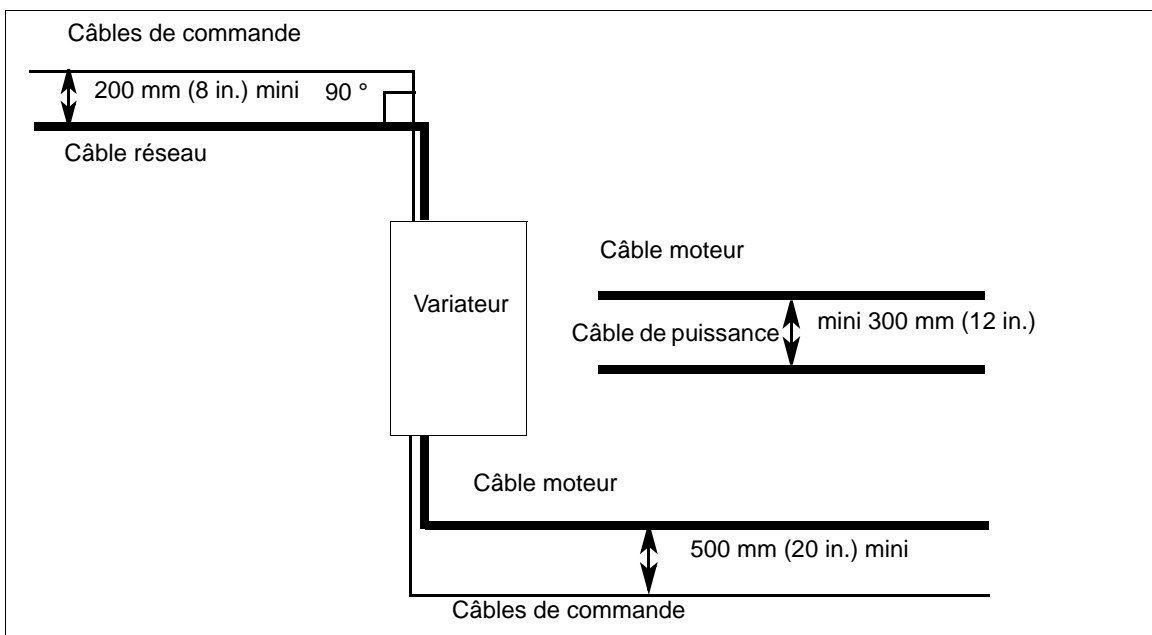 Câbles de commande
200 mm (8 in.) mini 90 °
Câble réseau
Variateur
Câble moteur
Câble de puissance
mini 300 mm (12 in.)
Câble moteur
500 mm (20 in.) mini
Câbles de commande